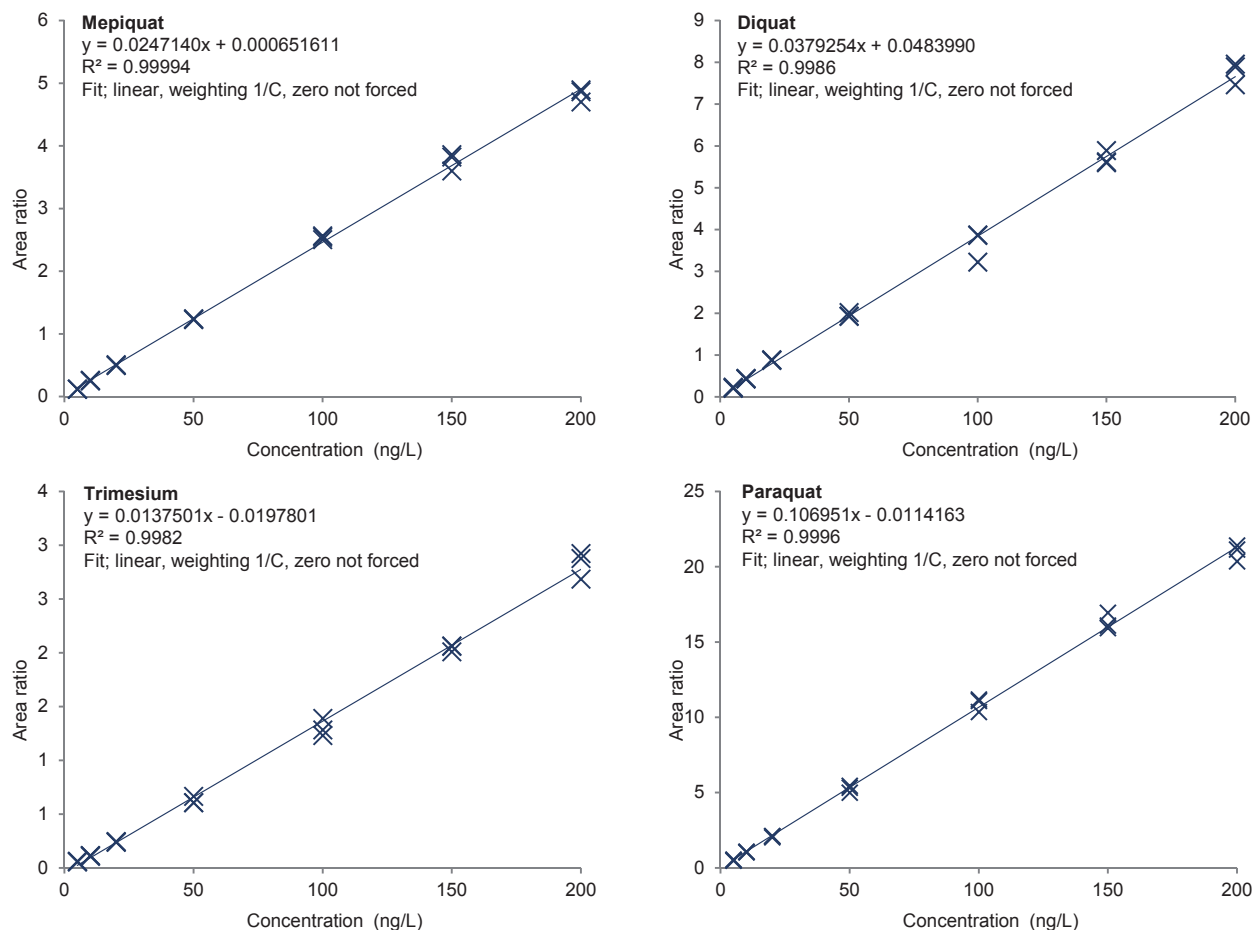 Mepiquat
y = 0.0247140x + 0.000651611
R² = 0.99994
Fit; linear, weighting 1/C, zero not forced
6
5
4
3
2
1
0
Area ratio
0 50 100 150 200
Concentration (ng/L)
Diquat
y = 0.0379254x + 0.0483990
R² = 0.9986
Fit; linear, weighting 1/C, zero not forced
9
8
7
6
5
4
3
2
1
0
Area ratio
0 50 100 150 200
Concentration (ng/L)
Trimesium
y = 0.0137501x - 0.0197801
R² = 0.9982
Fit; linear, weighting 1/C, zero not forced
4
3
3
2
2
1
1
0
Area ratio
0 50 100 150 200
Concentration (ng/L)
Paraquat
y = 0.106951x - 0.0114163
R² = 0.9996
Fit; linear, weighting 1/C, zero not forced
25
20
15
10
5
0
Area ratio
0 50 100 150 200
Concentration (ng/L)